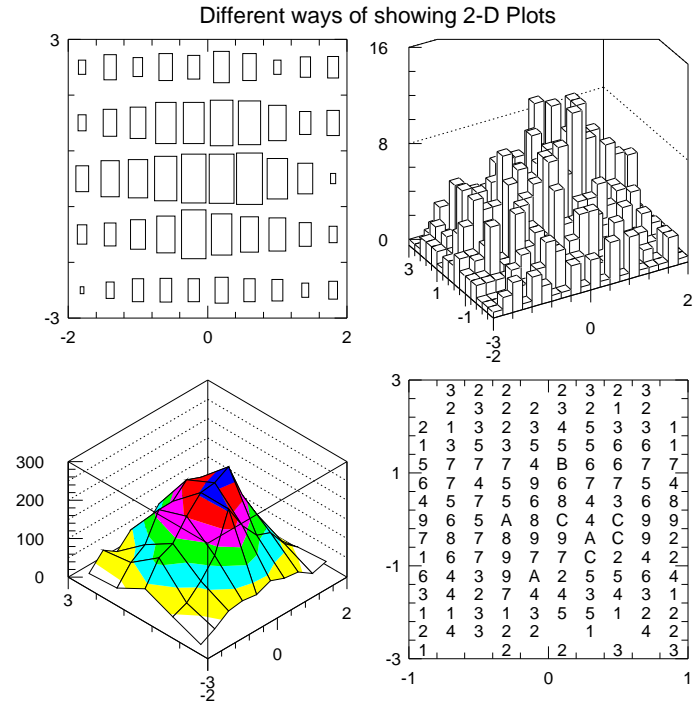 Different ways of showing 2-D Plots
3
-3
-2 0 2
16
8
0
3
1
-1
-3
-2
0
2
300
200
100
0
3
-3
-2
0
2
3
1
-1
-3
-1 0 1
3 2 2 2 3 2 3
2 3 2 2 3 2 1 2
2 1 3 2 3 4 5 3 3 1
1 3 5 3 5 5 5 6 6 1
5 7 7 7 4 B 6 6 7 7
6 7 4 5 9 6 7 7 5 4
4 5 7 5 6 8 4 3 6 8
9 6 5 A 8 C 4 C 9 9
7 8 7 8 9 9 A C 9 2
1 6 7 9 7 7 C 2 4 2
6 4 3 9 A 2 5 5 6 4
3 4 2 7 4 4 3 4 3 1
1 1 3 1 3 5 5 1 2 2
2 4 3 2 2 1 4 2
1 2 2 3 3